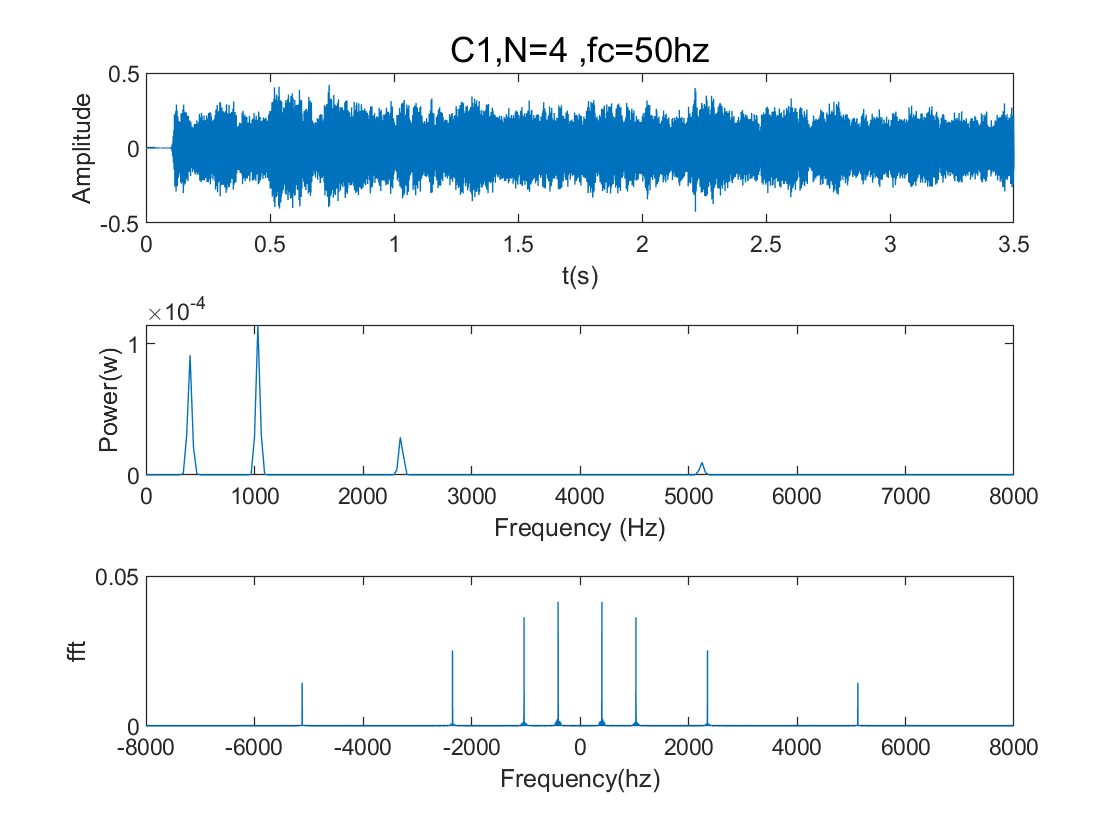 C1,N=4 ,fc=50hz
0.5
0
-0.5
Amplitude
0 0.5 1 1.5 2 2.5 3 3.5
t(s)
×10-4
1
0
Power(w)
0 1000 2000 3000 4000 5000 6000 7000 8000
Frequency (Hz)
0.05
0
fft
-8000 -6000 -4000 -2000 0 2000 4000 6000 8000
Frequency(hz)